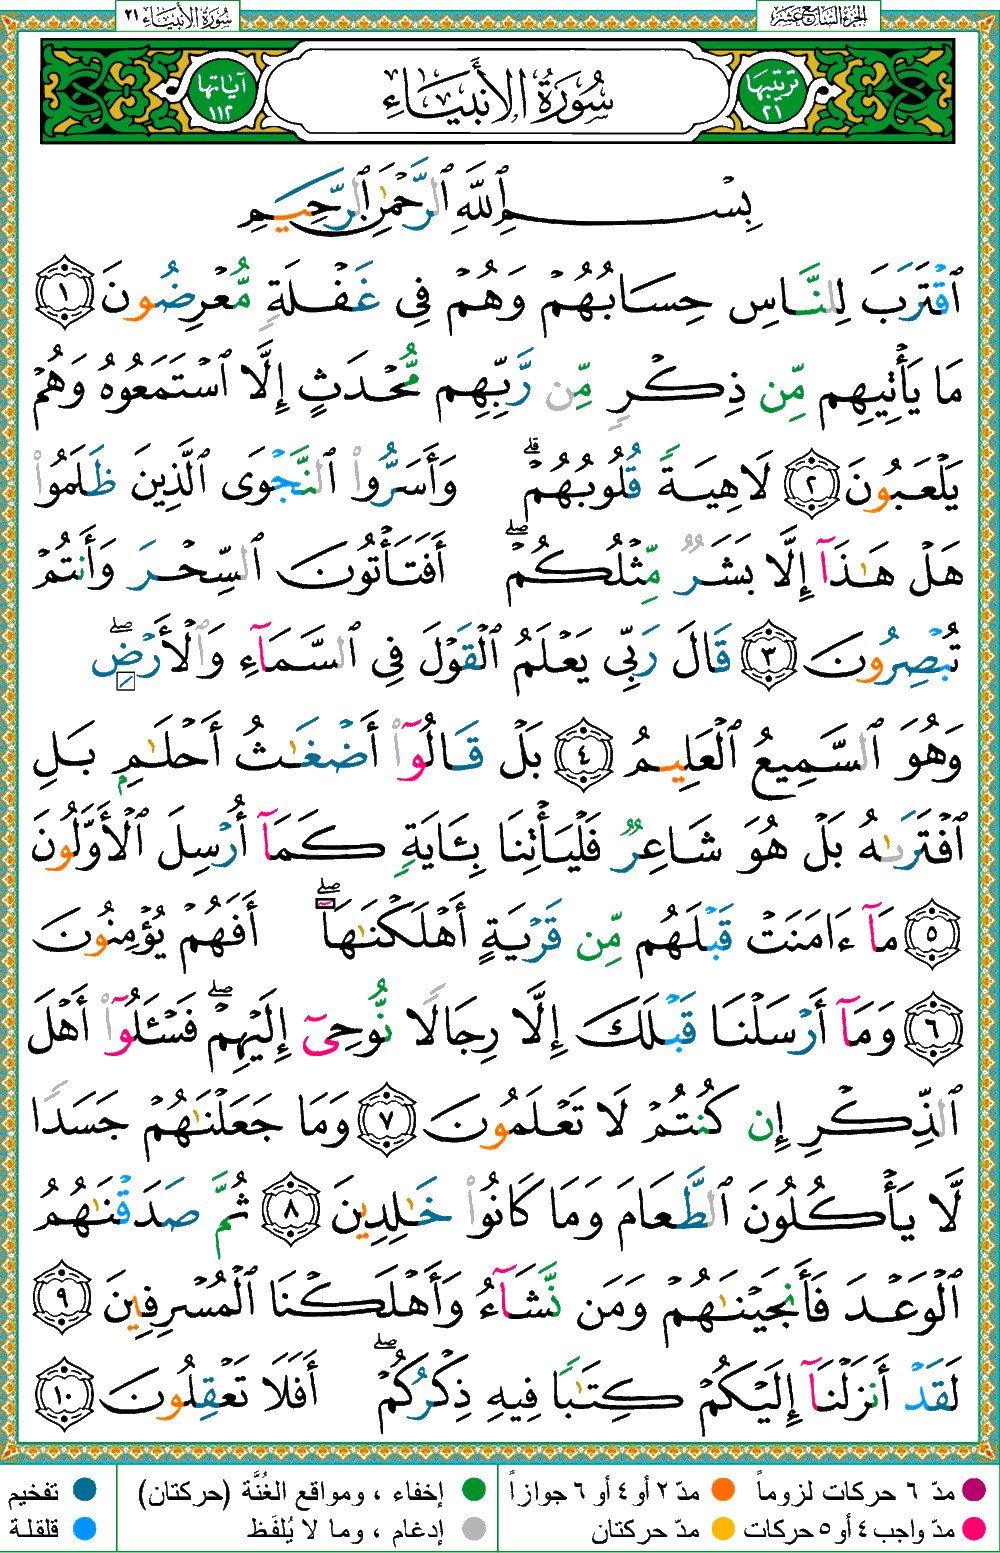 سُورَةُ الأَنبِيَاء ٢١
الجزء السابع عشر
آياتها ١١٢
سُورَةُ الأَنبِيَاءِ
ترتيبها ٢١
بِسْمِ ٱللَّهِ ٱلرَّحْمَٰنِ ٱلرَّحِيمِ
ٱقْتَرَبَ لِلنَّاسِ حِسَابُهُمْ وَهُمْ فِى غَفْلَةٍ مُّعْرِضُونَ ١
مَا يَأْتِيهِم مِّن ذِكْرٍ مِّن رَّبِّهِم مُّحْدَثٍ إِلَّا ٱسْتَمَعُوهُ وَهُمْ
يَلْعَبُونَ ٢ لَاهِيَةً قُلُوبُهُمْ ۗ وَأَسَرُّوا۟ ٱلنَّجْوَى ٱلَّذِينَ ظَلَمُوا۟
هَلْ هَٰذَآ إِلَّا بَشَرٌ مِّثْلُكُمْ ۖ أَفَتَأْتُونَ ٱلسِّحْرَ وَأَنتُمْ
تُبْصِرُونَ ٣ قَالَ رَبِّى يَعْلَمُ ٱلْقَوْلَ فِى ٱلسَّمَآءِ وَٱلْأَرْضِ ۖ
وَهُوَ ٱلسَّمِيعُ ٱلْعَلِيمُ ٤ بَلْ قَالُوٓا۟ أَضْغَٰثُ أَحْلَٰمٍۭ بَلِ
ٱفْتَرَىٰهُ بَلْ هُوَ شَاعِرٌ فَلْيَأْتِنَا بِـَٔايَةٍ كَمَآ أُرْسِلَ ٱلْأَوَّلُونَ
٥ مَآ ءَامَنَتْ قَبْلَهُم مِّن قَرْيَةٍ أَهْلَكْنَٰهَآ ۖ أَفَهُمْ يُؤْمِنُونَ
٦ وَمَآ أَرْسَلْنَا قَبْلَكَ إِلَّا رِجَالًا نُّوحِىٓ إِلَيْهِمْ ۖ فَسْـَٔلُوٓا۟ أَهْلَ
ٱلذِّكْرِ إِن كُنتُمْ لَا تَعْلَمُونَ ٧ وَمَا جَعَلْنَٰهُمْ جَسَدًا
لَّا يَأْكُلُونَ ٱلطَّعَامَ وَمَا كَانُوا۟ خَٰلِدِينَ ٨ ثُمَّ صَدَقْنَٰهُمُ
ٱلْوَعْدَ فَأَنجَيْنَٰهُمْ وَمَن نَّشَآءُ وَأَهْلَكْنَا ٱلْمُسْرِفِينَ ٩
لَقَدْ أَنزَلْنَآ إِلَيْكُمْ كِتَٰبًا فِيهِ ذِكْرُكُمْ ۖ أَفَلَا تَعْقِلُونَ ١٠
مدّ ٦ حركات لزوماً مدّ ٢ أو ٤ أو ٦ جوازاً إخفاء ، ومواقع الغُنَّة (حركتان) تفخيم
مدّ واجب ٤ أو ٥ حركات مدّ حركتان إدغام ، وما لا يُلفَظ قلقلة